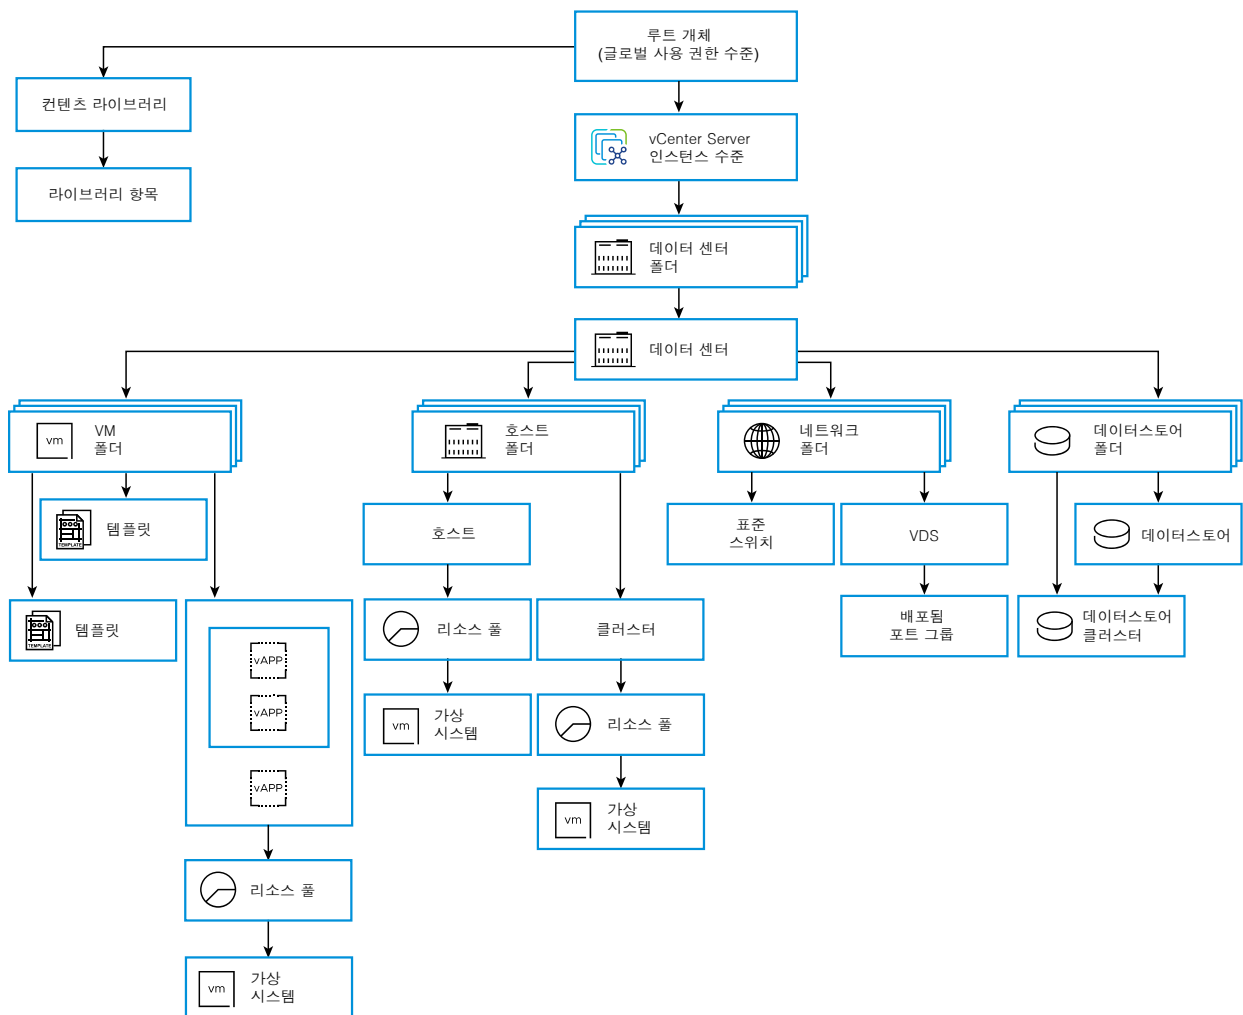 루트 개체
(글로벌 사용 권한 수준)
컨텐츠 라이브러리
vCenter Server
인스턴스 수준
라이브러리 항목
데이터 센터
폴더
데이터 센터
vm
VM
폴더
호스트
폴더
네트워크
폴더
데이터스토어
폴더
TEMPLATE
템플릿
호스트
표준
스위치
VDS
데이터스토어
TEMPLATE
템플릿
vAPP
vAPP
vAPP
리소스 풀
클러스터
배포됨
포트 그룹
데이터스토어
클러스터
vm
가상
시스템
리소스 풀
vm
가상
시스템
리소스 풀
vm
가상
시스템